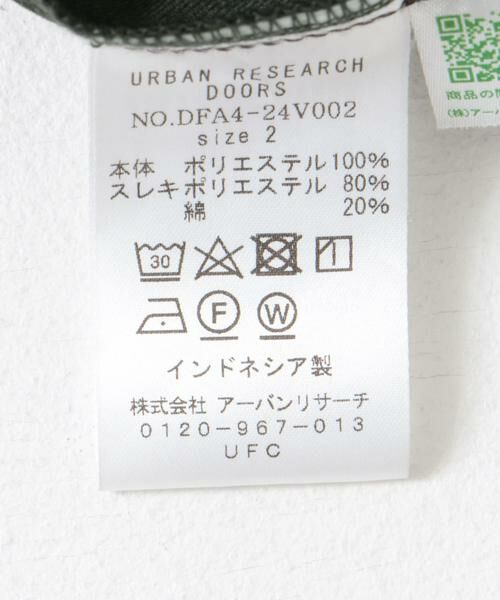 URBAN RESEARCH
DOORS
NO.DFA4-24V002
size 2
本体 ポリエステル100%
スレキポリエステル 80%
綿 20%
30
F W
インドネシア製
株式会社 アーバンリサーチ
0120-967-013
UFC
商品の
(株)アーバ